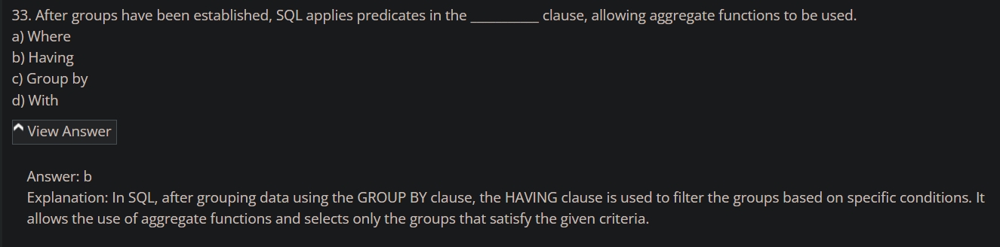 33. After groups have been established, SQL applies predicates in the __________ clause, allowing aggregate functions to be used.
a) Where
b) Having
c) Group by
d) With
View Answer
Answer: b
Explanation: In SQL, after grouping data using the GROUP BY clause, the HAVING clause is used to filter the groups based on specific conditions. It
allows the use of aggregate functions and selects only the groups that satisfy the given criteria.